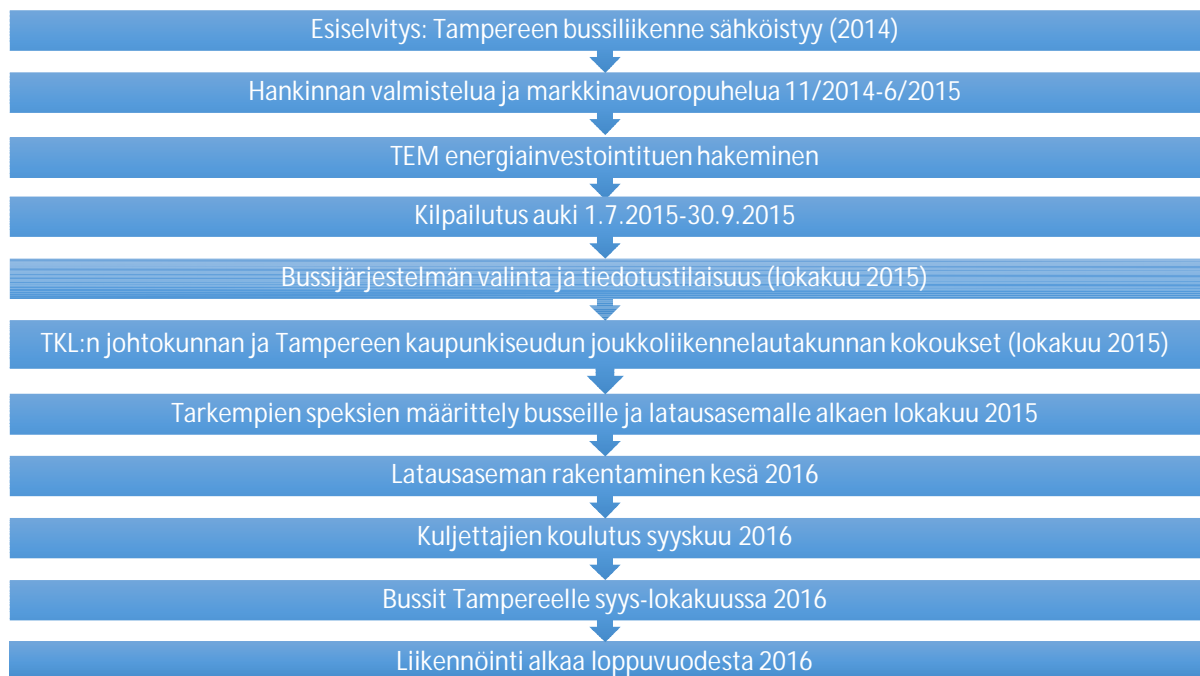 Esiselvitys: Tampereen bussiliikenne sähköistyy (2014)
Hankinnan valmistelua ja markkinavuoropuhelua 11/2014-6/2015
TEM energiainvestointituen hakeminen
Kilpailutus auki 1.7.2015-30.9.2015
Bussijärjestelmän valinta ja tiedotustilaisuus (lokakuu 2015)
TKL:n johtokunnan ja Tampereen kaupunkiseudun joukkoliikennelautakunnan kokoukset (lokakuu 2015)
Tarkempien speksien määrittely busseille ja latausasemalle alkaen lokakuu 2015
Latausaseman rakentaminen kesä 2016
Kuljettajien koulutus syyskuu 2016
Bussit Tampereelle syys-lokakuussa 2016
Liikennöinti alkaa loppuvuodesta 2016